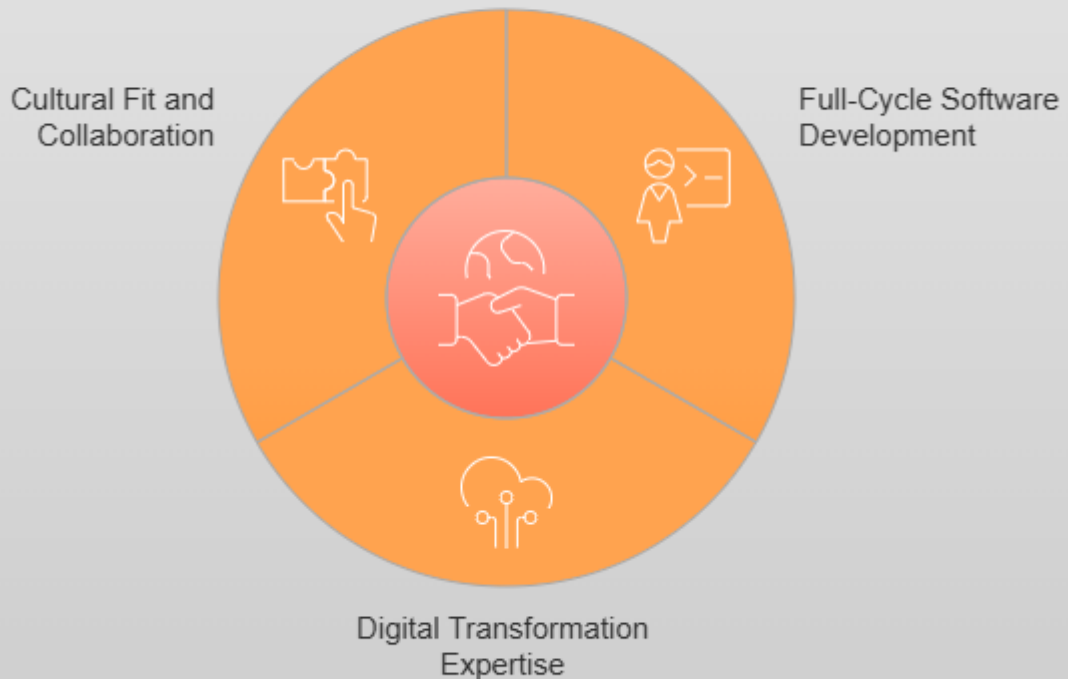 Cultural Fit and
Collaboration
Full-Cycle Software
Development
Digital Transformation
Expertise